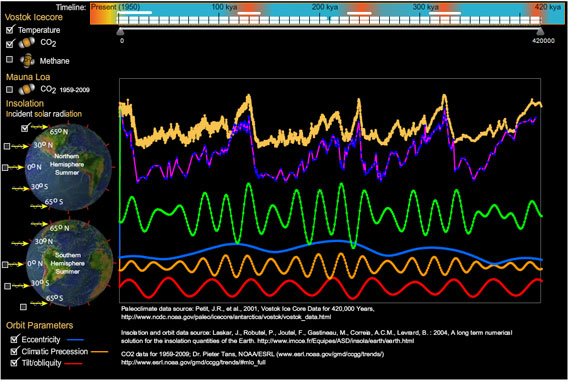 Timeline: Present (1950) 100 kya 200 kya 300 kya 420 kya
0 420000
Vostok Icecore
Temperature
CO2
Methane
Mauna Loa
CO2 1959-2009
Insolation
Incident solar radiation
65° N
30° N
0° N
30° S
65° S
Northern
Hemisphere
Summer
65° N
30° N
0° N
30° S
65° S
Southern
Hemisphere
Summer
Orbit Parameters
Eccentricity
Climatic Precession
Tilt/obliquity
Paleoclimate data source: Petit, J.R., et al., 2001, Vostok Ice Core Data for 420,000 Years,
http://www.ncdc.noaa.gov/paleo/icecore/antarctica/vostok/vostok_data.html)
Insolation and orbit data source: Laskar, J., Robutel, P., Joutel, F., Gastineau, M., Correia, A.C.M., Levrard, B. : 2004, A long term numerical
solution for the insolation quantities of the Earth. http://www.imcce.fr/Equipes/ASD/insola/earth/earth.html
CO2 data for 1959-2009; Dr. Pieter Tans, NOAA/ESRL (www.esrl.noaa.gov/gmd/ccgg/trends/)
http://www.esrl.noaa.gov/gmd/ccgg/trends/#mlo_full